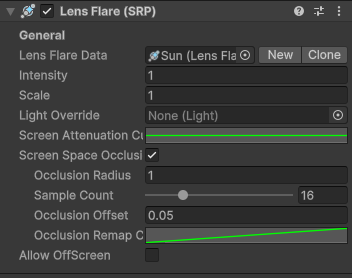 Lens Flare (SRP)
General
Lens Flare Data Sun (Lens Fla New Clone
Intensity 1
Scale 1
Light Override None (Light)
Screen Attenuation Cu
Screen Space Occlusi
Occlusion Radius 1
Sample Count 16
Occlusion Offset 0.05
Occlusion Remap C
Allow OffScreen